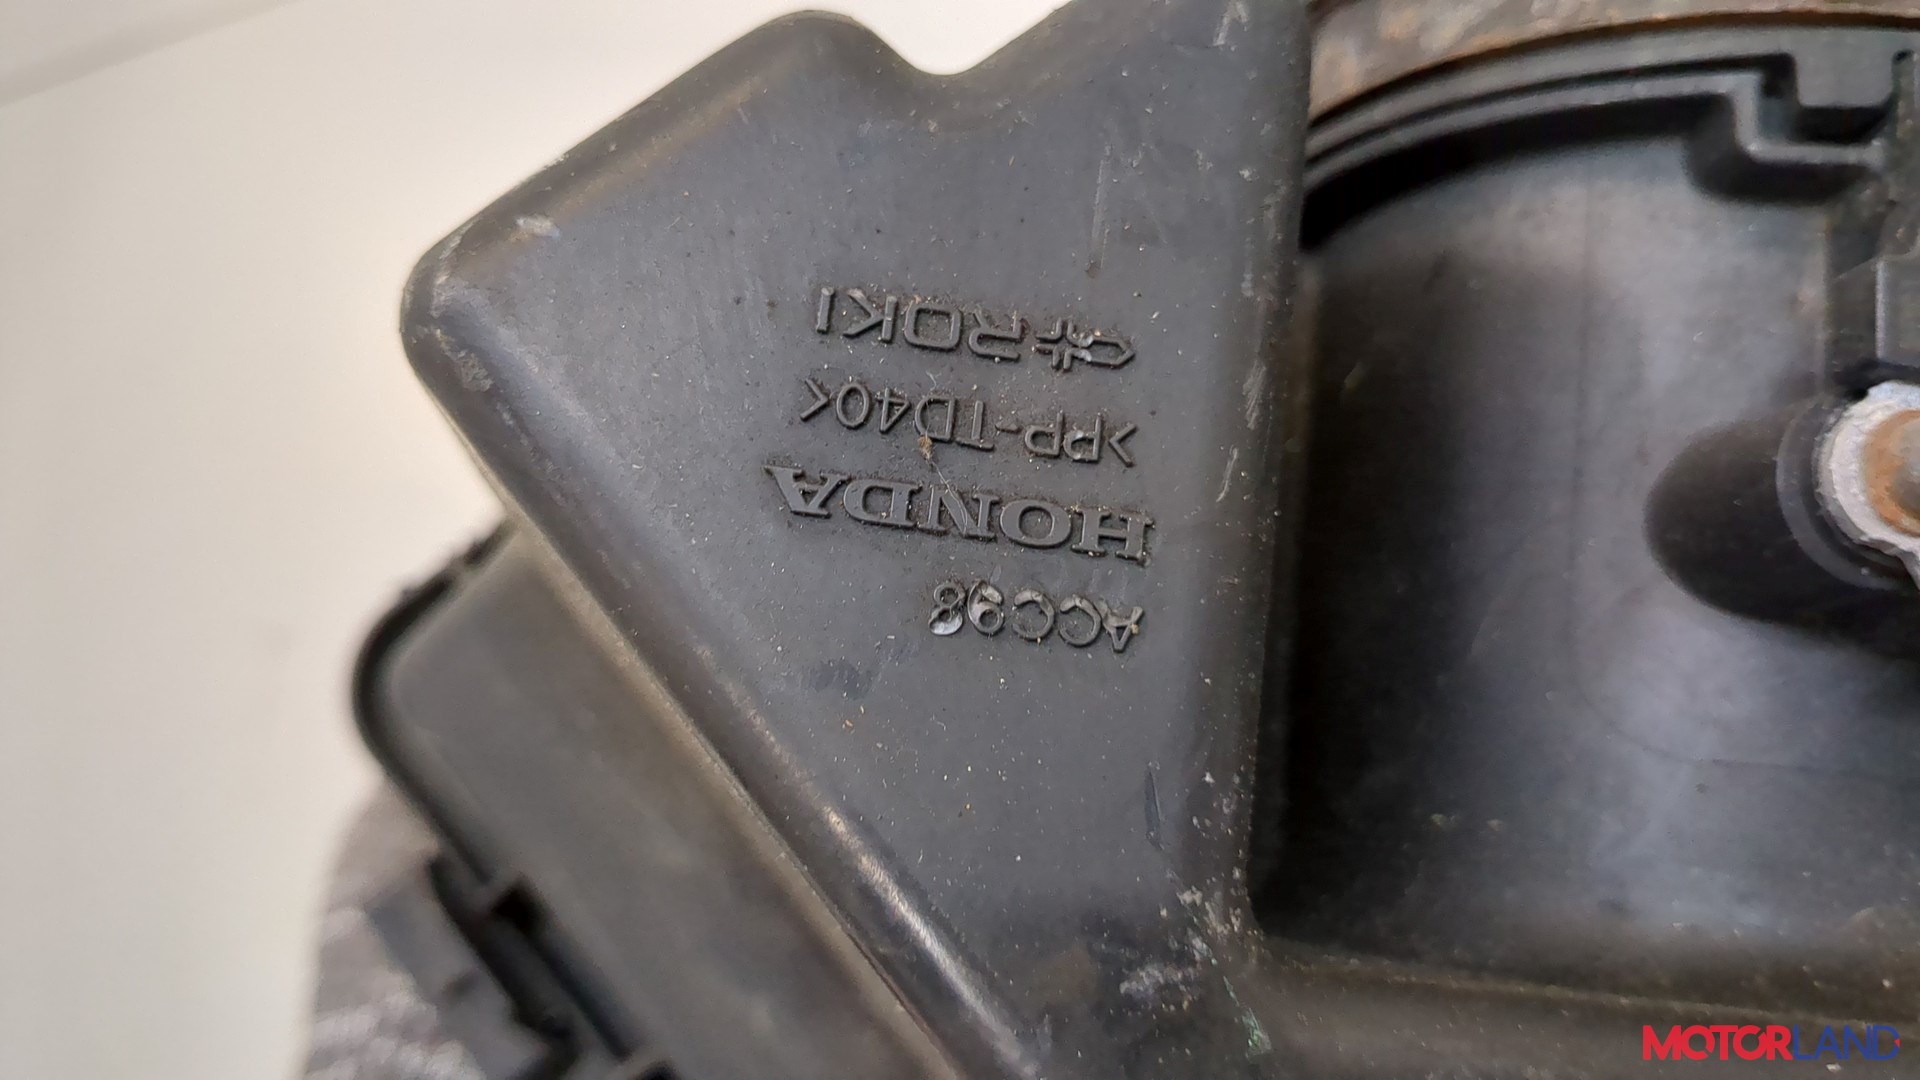 ACC98
HONDA
>PP-TD40<
ROKI
MOTORLAND